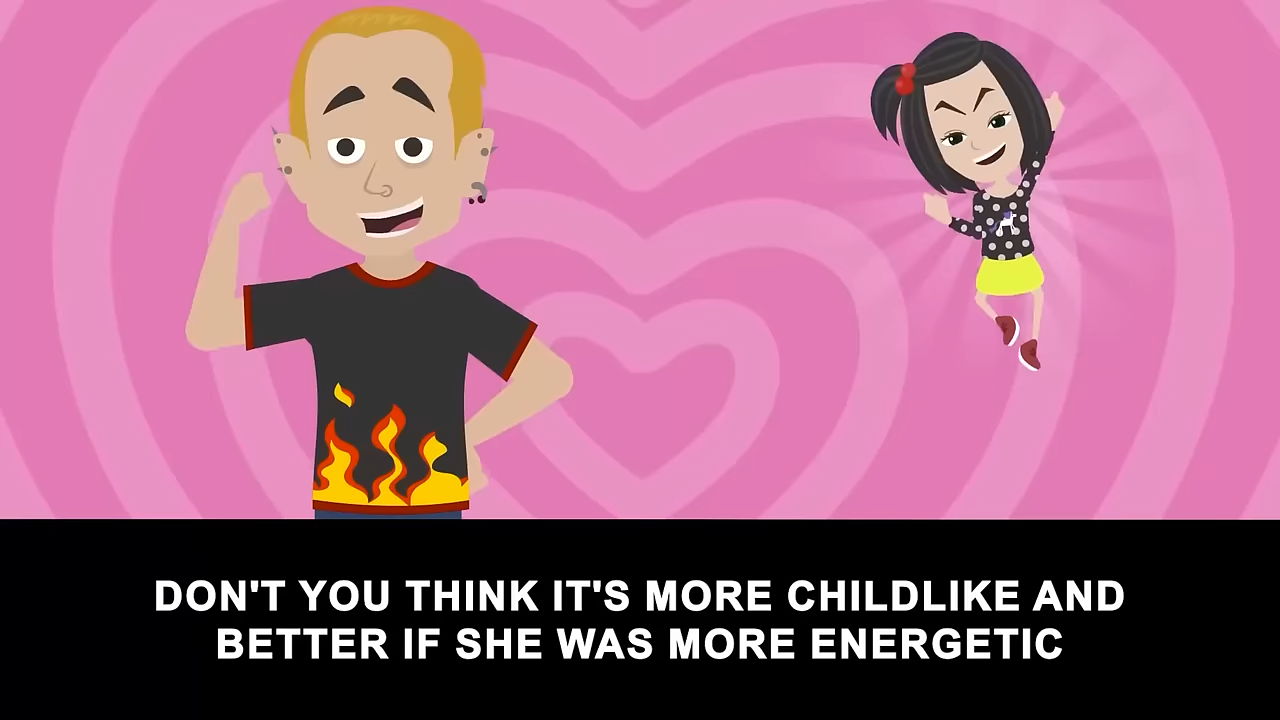 DON'T YOU THINK IT'S MORE CHILDLIKE AND
BETTER IF SHE WAS MORE ENERGETIC